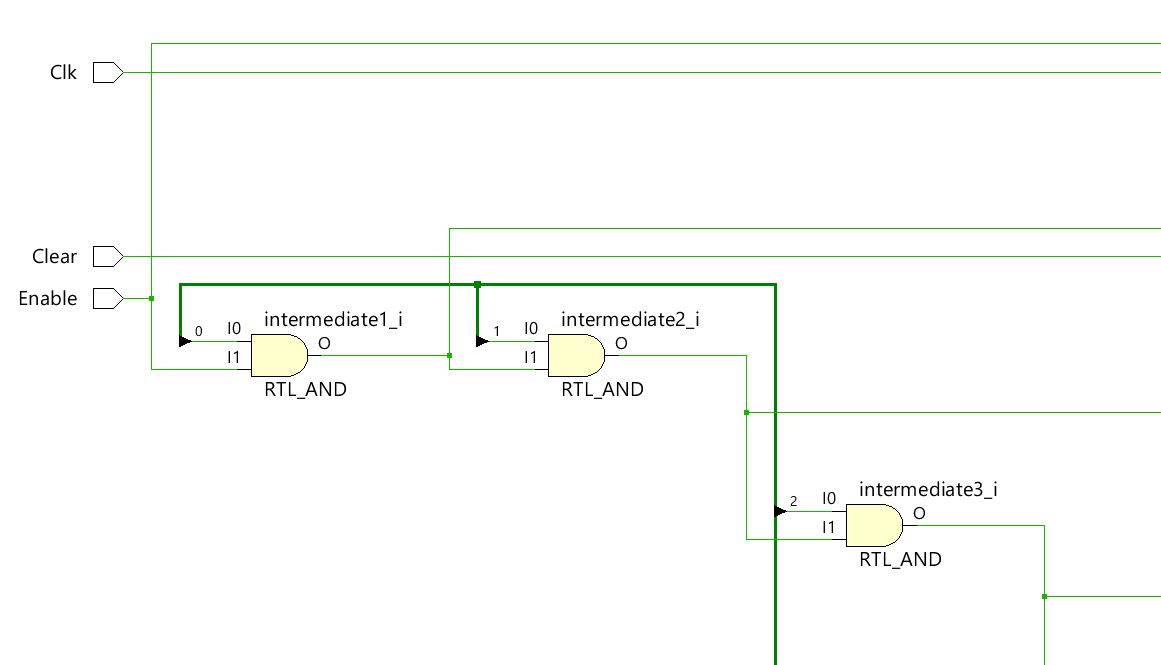 Clk
Clear
Enable
intermediate1_i
0
I0
I1
O
RTL_AND
intermediate2_i
1
I0
I1
O
RTL_AND
intermediate3_i
2
I0
I1
O
RTL_AND